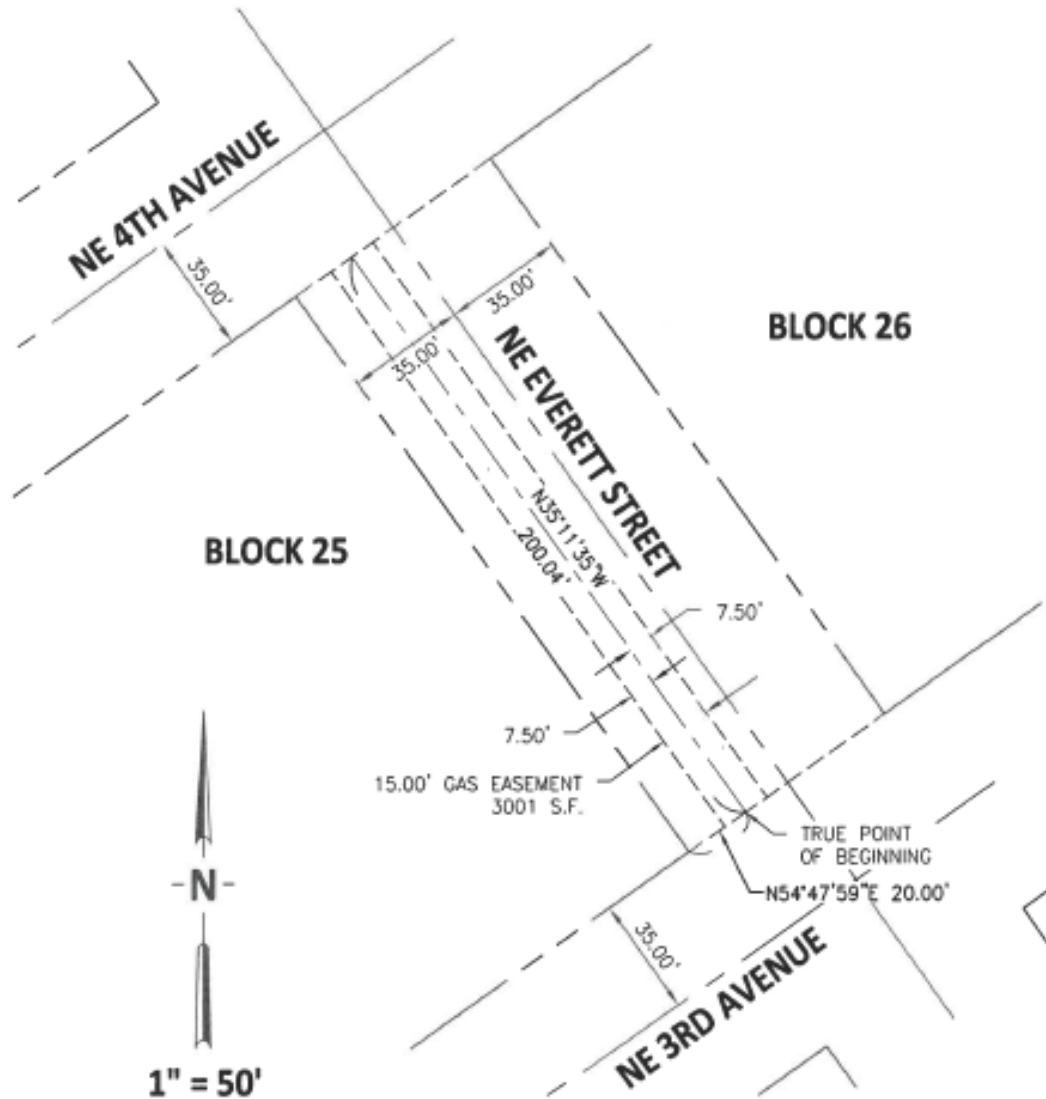 NE 4TH AVENUE
35.00'
35.00'
35.00'
BLOCK 26
NE EVERETT STREET
N35°11'35"W
200.04'
BLOCK 25
7.50'
7.50'
15.00' GAS EASEMENT
3001 S.F.
TRUE POINT
OF BEGINNING
N54°47'59"E 20.00'
35.00'
NE 3RD AVENUE
-N-
1" = 50'